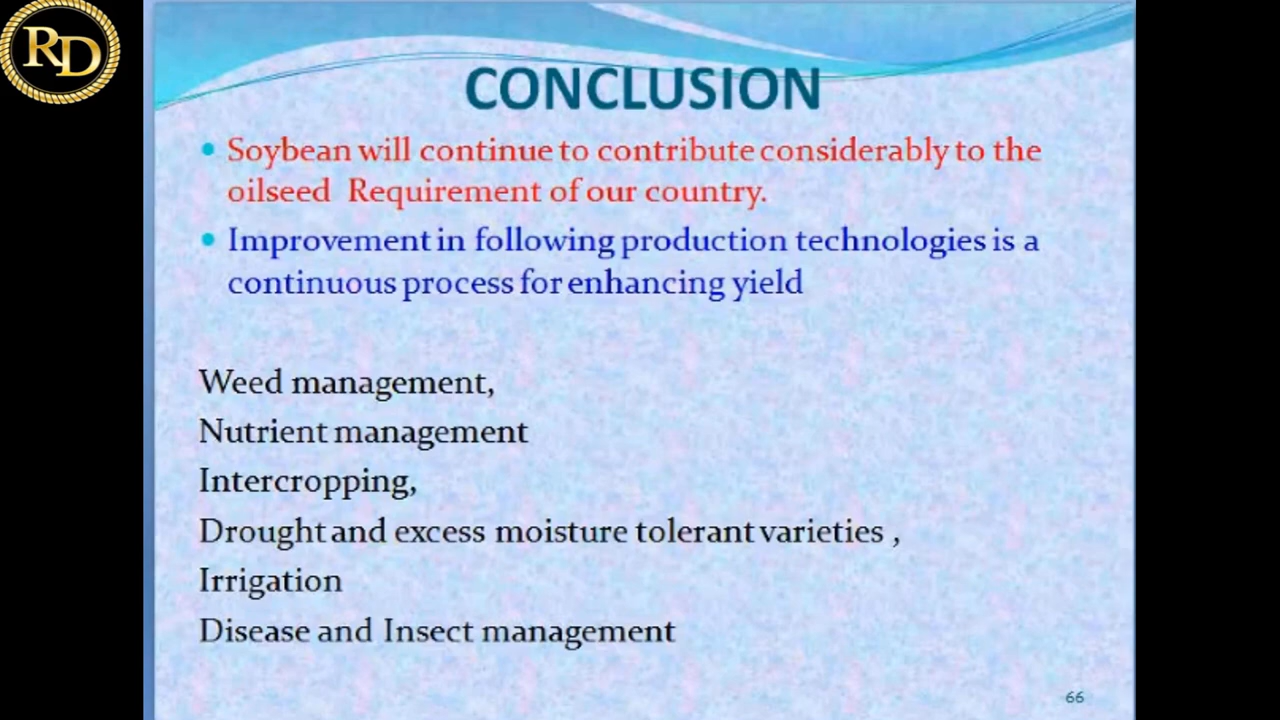 RD
CONCLUSION
• Soybean will continue to contribute considerably to the
oilseed Requirement of our country.
• Improvement in following production technologies is a
continuous process for enhancing yield
Weed management,
Nutrient management
Intercropping,
Drought and excess moisture tolerant varieties ,
Irrigation
Disease and Insect management
66